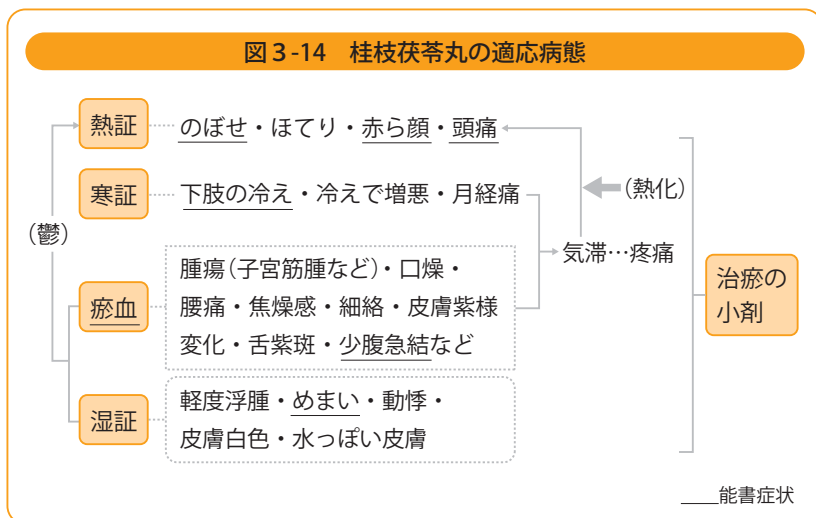 図3-14 桂枝茯苓丸の適応病態
熱証
のぼせ・ほてり・赤ら顔・頭痛
寒証
下肢の冷え・冷えで増悪・月経痛
(熱化)
(鬱)
気滞…疼痛
瘀血
腫瘍(子宮筋腫など)・口燥・
腰痛・焦燥感・細絡・皮膚紫様
変化・舌紫斑・少腹急結など
治瘀の
小剤
湿証
軽度浮腫・めまい・動悸・
皮膚白色・水っぽい皮膚
___能書症状